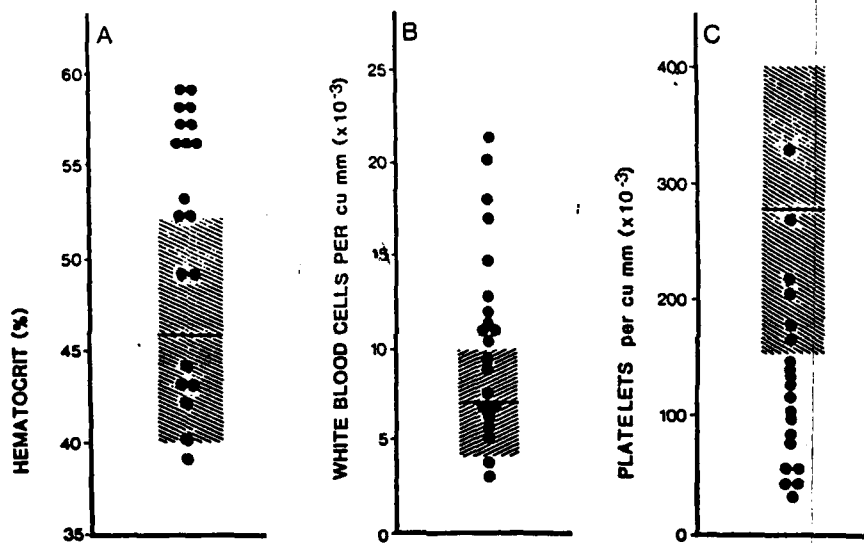 A
HEMATOCRIT (%)
60
55
50
45
40
35
B
WHITE BLOOD CELLS PER cu mm (x10⁻³)
25
20
15
10
5
0
C
PLATELETS per cu mm (x10⁻³)
400
300
200
100
0